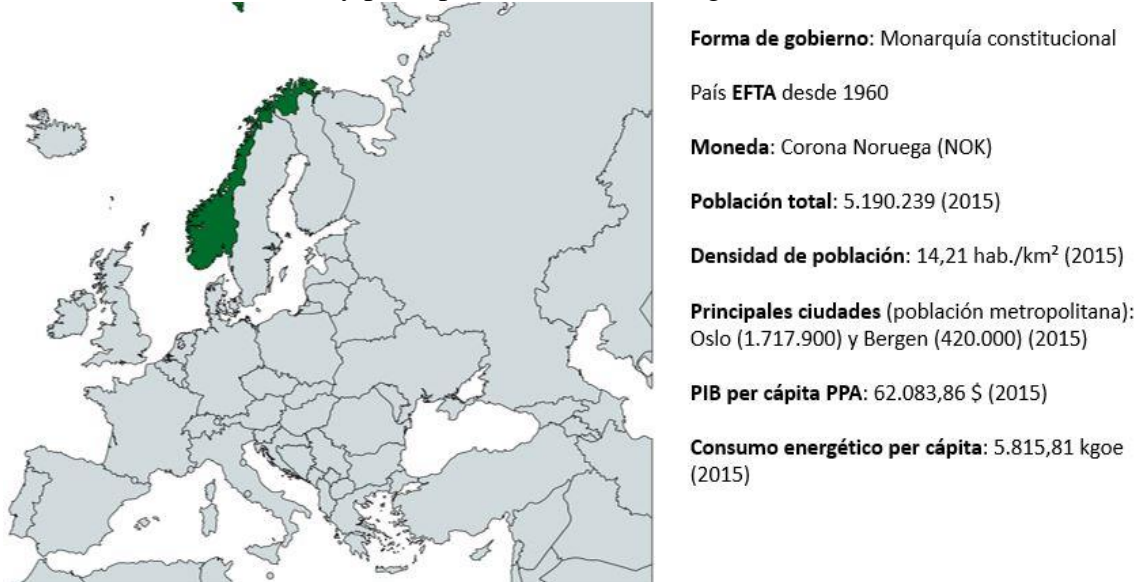 Forma de gobierno: Monarquía constitucional
País EFTA desde 1960
Moneda: Corona Noruega (NOK)
Población total: 5.190.239 (2015)
Densidad de población: 14,21 hab./km² (2015)
Principales ciudades (población metropolitana):
Oslo (1.717.900) y Bergen (420.000) (2015)
PIB per cápita PPA: 62.083,86 $ (2015)
Consumo energético per cápita: 5.815,81 kgoe
(2015)